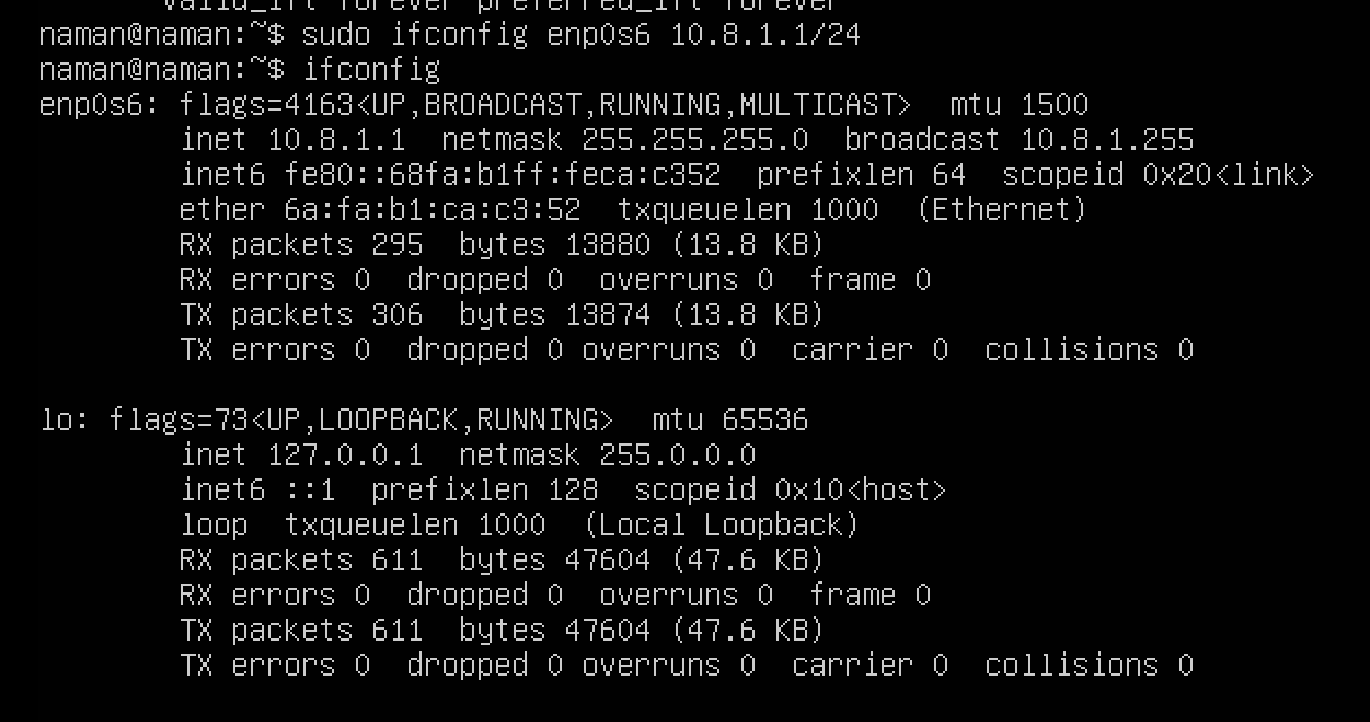 valid_lft forever preferred_lft forever
naman@naman:~$ sudo ifconfig enp0s6 10.8.1.1/24
naman@naman:~$ ifconfig
enp0s6: flags=4163<UP,BROADCAST,RUNNING,MULTICAST>  mtu 1500
        inet 10.8.1.1  netmask 255.255.255.0  broadcast 10.8.1.255
        inet6 fe80::68fa:b1ff:feca:c352  prefixlen 64  scopeid 0x20<link>
        ether 6a:fa:b1:ca:c3:52  txqueuelen 1000  (Ethernet)
        RX packets 295  bytes 13880 (13.8 KB)
        RX errors 0  dropped 0  overruns 0  frame 0
        TX packets 306  bytes 13874 (13.8 KB)
        TX errors 0  dropped 0 overruns 0  carrier 0  collisions 0

lo: flags=73<UP,LOOPBACK,RUNNING>  mtu 65536
        inet 127.0.0.1  netmask 255.0.0.0
        inet6 ::1  prefixlen 128  scopeid 0x10<host>
        loop  txqueuelen 1000  (Local Loopback)
        RX packets 611  bytes 47604 (47.6 KB)
        RX errors 0  dropped 0  overruns 0  frame 0
        TX packets 611  bytes 47604 (47.6 KB)
        TX errors 0  dropped 0 overruns 0  carrier 0  collisions 0